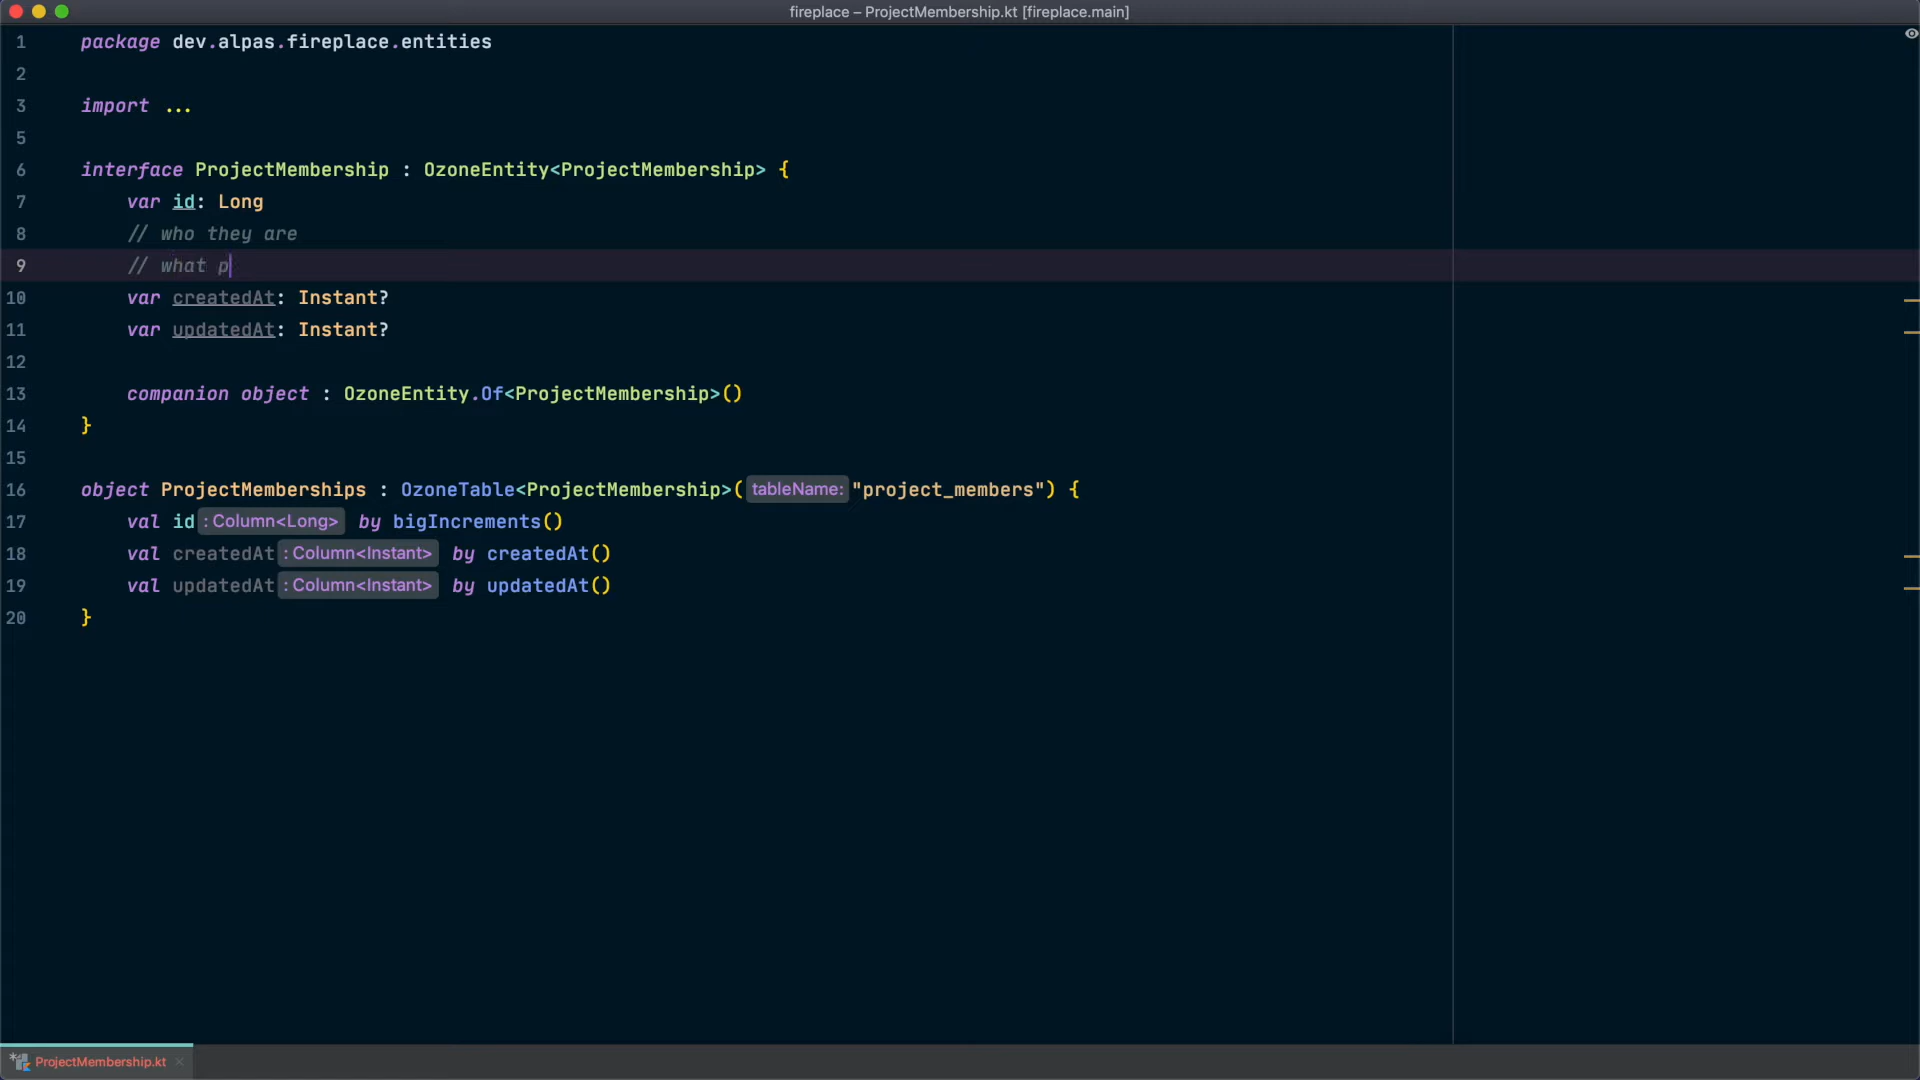 fireplace – ProjectMembership.kt [fireplace.main]
1 package dev.alpas.fireplace.entities
2
3 import ...
5
6 interface ProjectMembership : OzoneEntity<ProjectMembership> {
7 var id: Long
8 // who they are
9 // what p
10 var createdAt: Instant?
11 var updatedAt: Instant?
12
13 companion object : OzoneEntity.Of<ProjectMembership>()
14 }
15
16 object ProjectMemberships : OzoneTable<ProjectMembership>( tableName: "project_members") {
17 val id : Column<Long> by bigIncrements()
18 val createdAt : Column<Instant> by createdAt()
19 val updatedAt : Column<Instant> by updatedAt()
20 }
ProjectMembership.kt